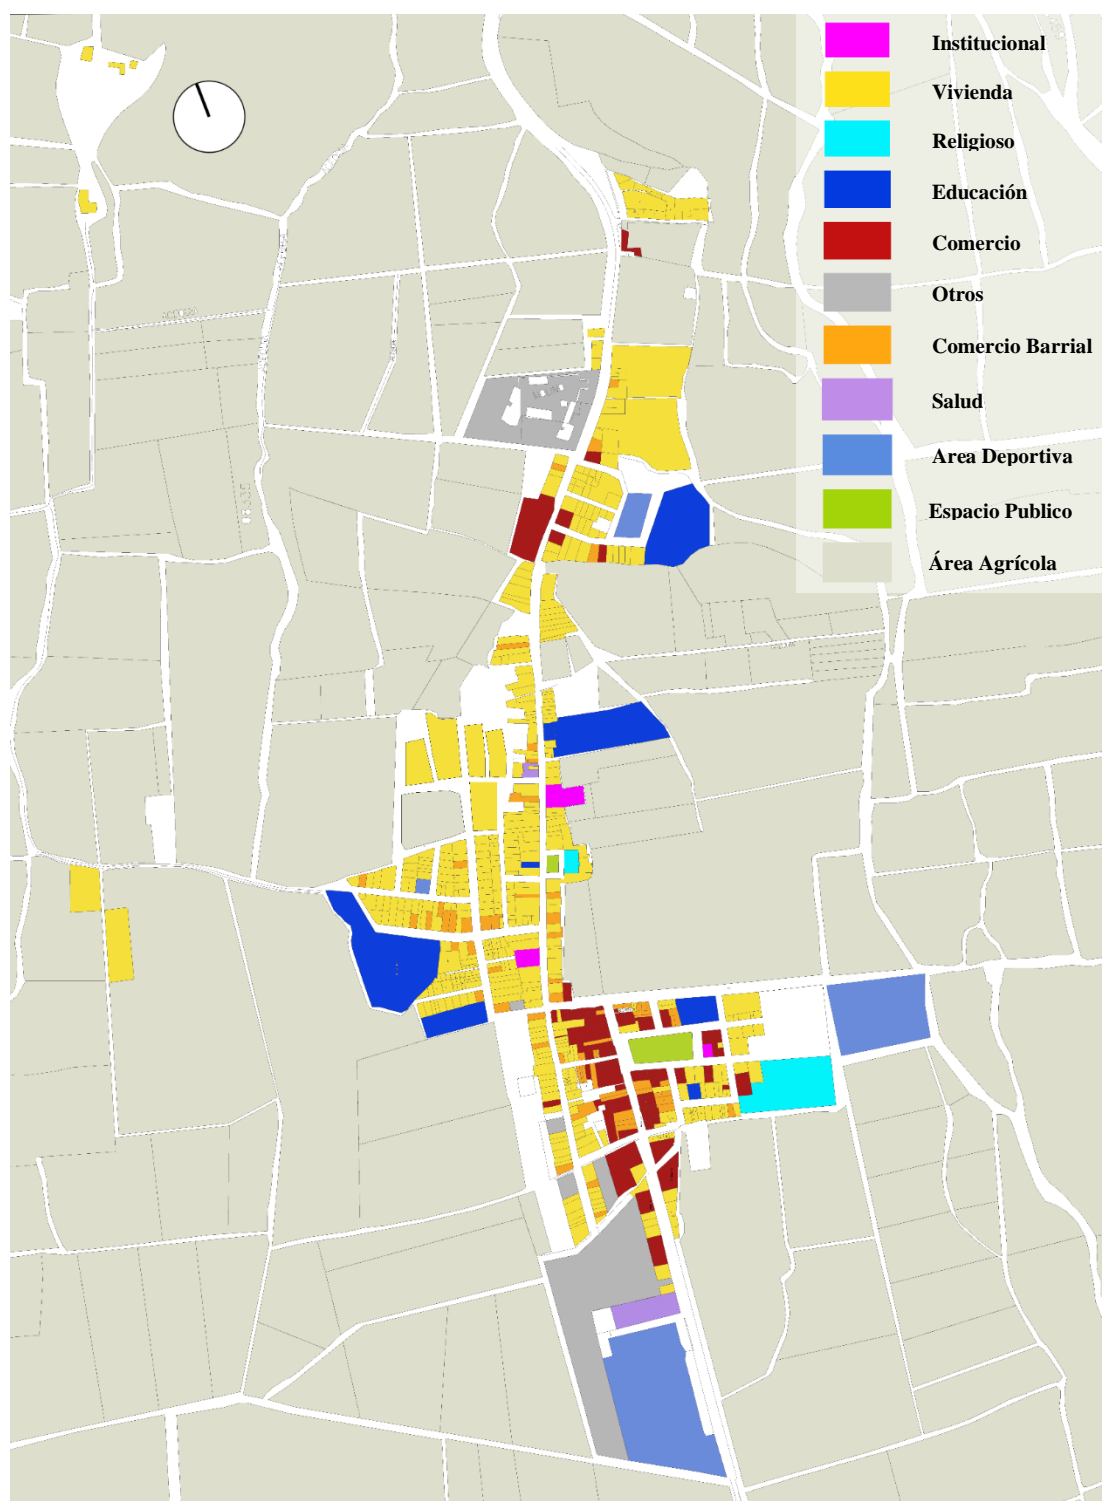 Institucional
Vivienda
Religioso
Educación
Comercio
Otros
Comercio Barrial
Salud
Area Deportiva
Espacio Publico
Área Agrícola